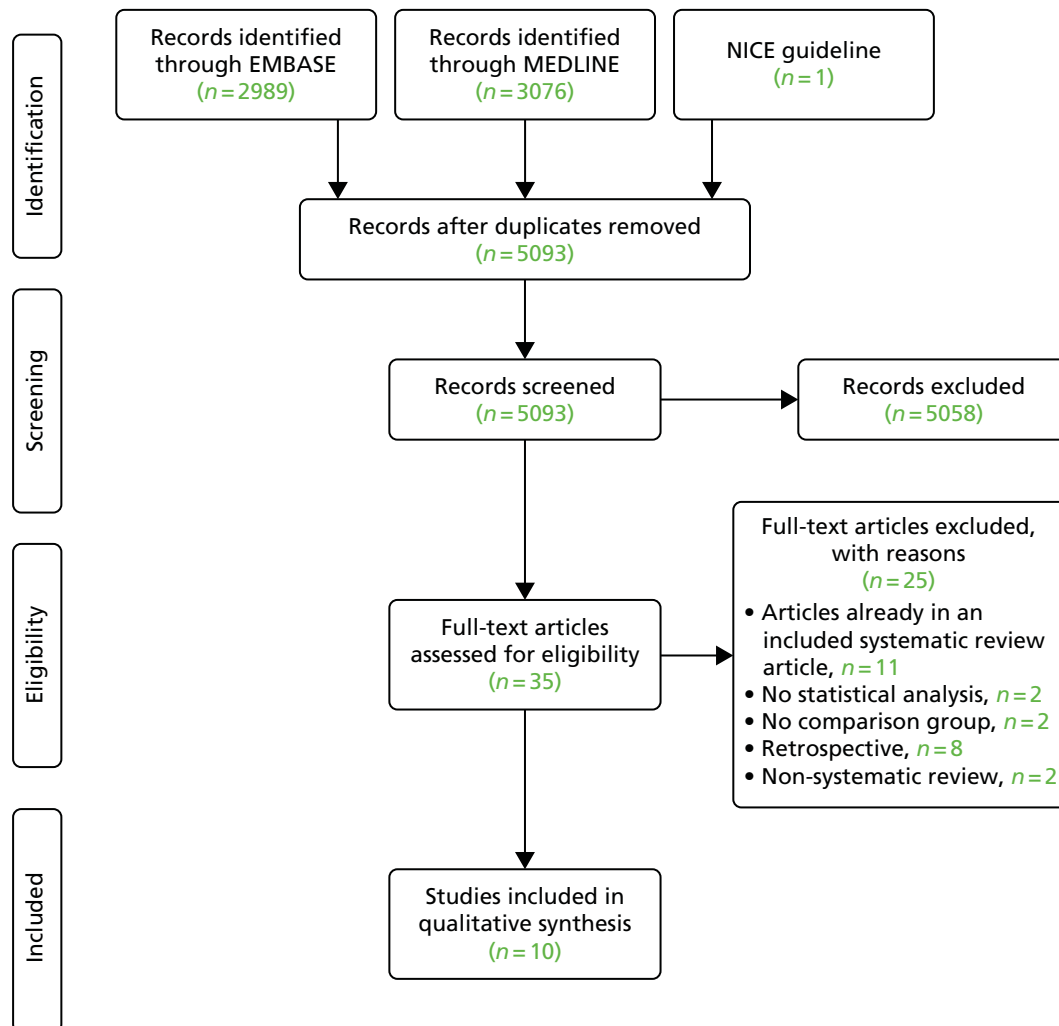 Identification
Records identified
through EMBASE
(n=2989)
Records identified
through MEDLINE
(n=3076)
NICE guideline
(n=1)
Records after duplicates removed
(n=5093)
Screening
Records screened
(n=5093)
Records excluded
(n=5058)
Eligibility
Full-text articles
assessed for eligibility
(n=35)
Full-text articles excluded,
with reasons
(n=25)
• Articles already in an
included systematic review
article, n=11
• No statistical analysis, n=2
• No comparison group, n=2
• Retrospective, n=8
• Non-systematic review, n=2
Included
Studies included in
qualitative synthesis
(n=10)